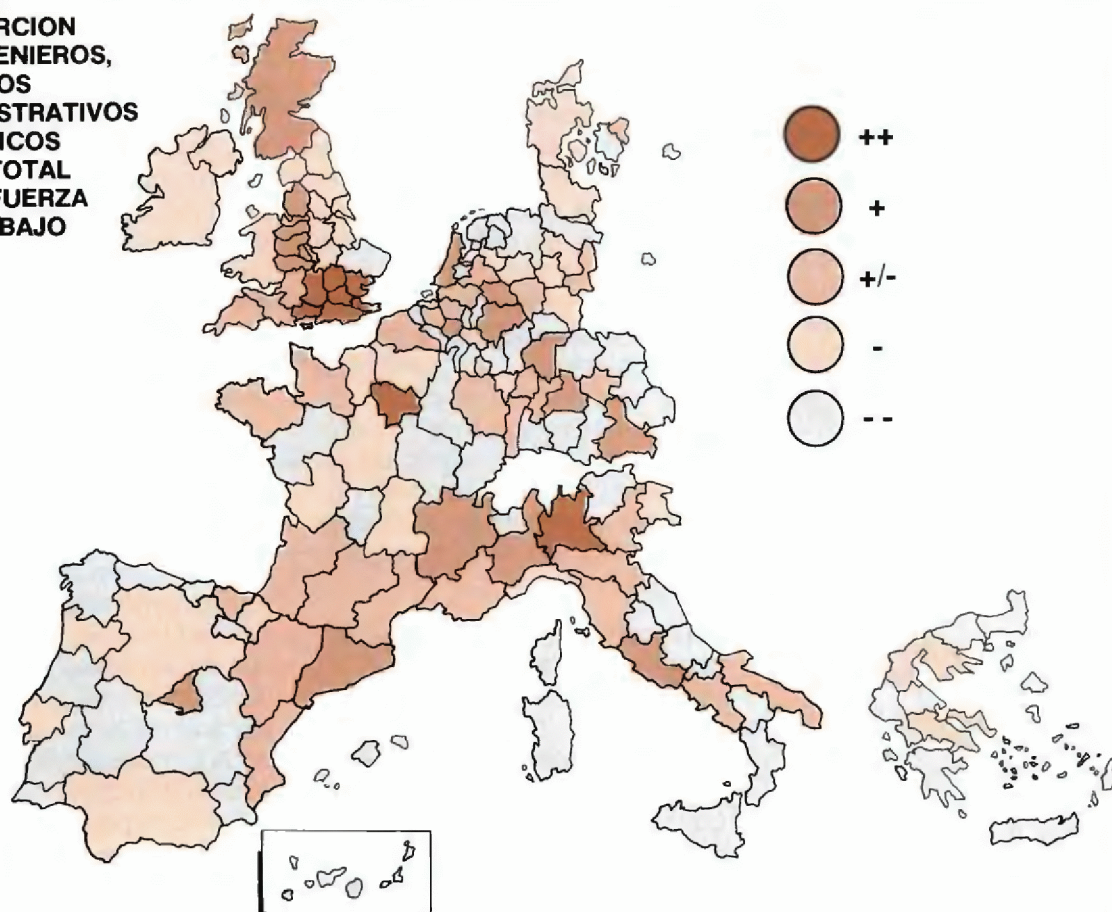 RCION
ENIEROS,
OS
STRATIVOS
ICOS
TOTAL
FUERZA
BAJO
++
+
+/-
-
--